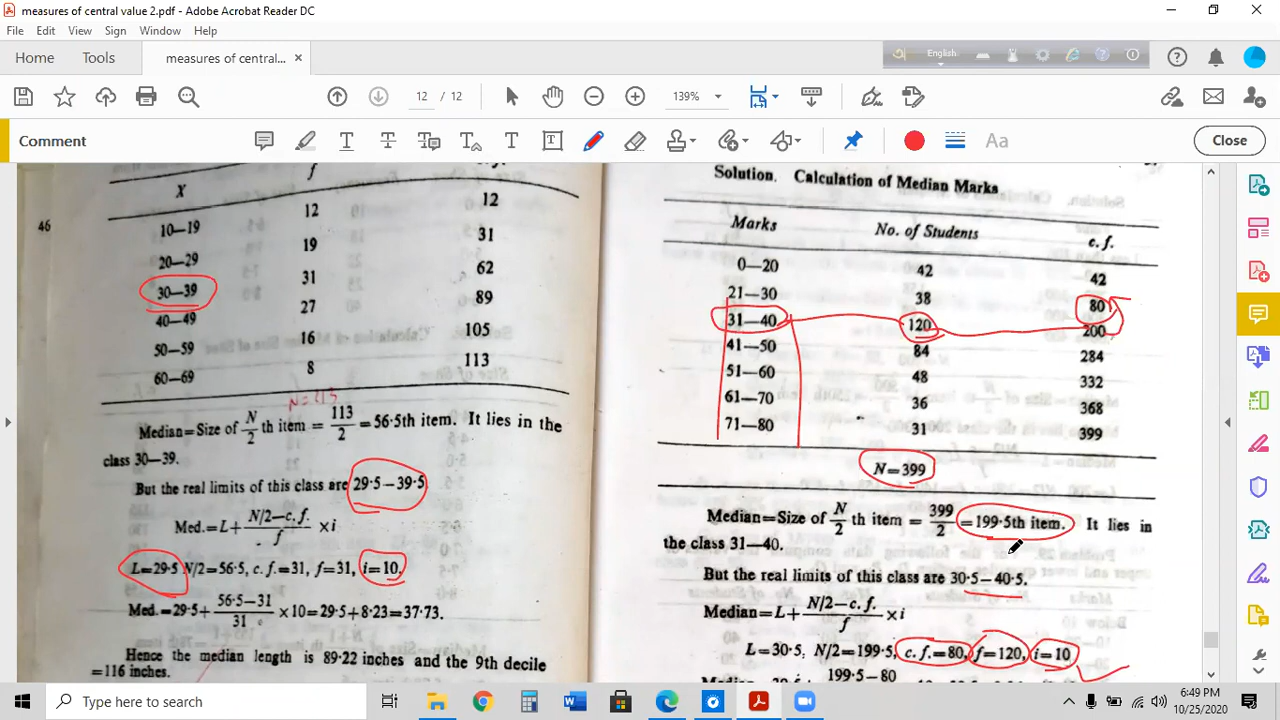 measures of central value 2.pdf - Adobe Acrobat Reader DC
File Edit View Sign Window Help
Home Tools measures of central... × English
12 / 12 139%
Comment Close
46
X f
10—19 12 12
20—29 19 31
30—39 31 62
40—49 27 89
50—59 16 105
60—69 8 113
Median=Size of N/2 th item = 113/2 =56·5th item. It lies in the
class 30—39.
But the real limits of this class are 29·5—39·5
Med.=L+ N/2—c.f./f ×i
L=29·5 N/2=56·5, c.f.=31, f=31, i=10.
Med.=29·5+ 56·5—31/31 ×10=29·5+8·23=37·73.
Hence the median length is 89·22 inches and the 9th decile
=116 inches.
Solution. Calculation of Median Marks
Marks No. of Students c.f.
0—20 42 42
21—30 38 80
31—40 120 200
41—50 84 284
51—60 48 332
61—70 36 368
71—80 31 399
N=399
Median=Size of N/2 th item = 399/2 =199·5th item. It lies in
the class 31—40.
But the real limits of this class are 30·5—40·5.
Median=L+ N/2—c.f./f ×i
L=30·5, N/2=199·5, c.f.=80, f=120, i=10
199·5—80
Type here to search
6:49 PM
10/25/2020